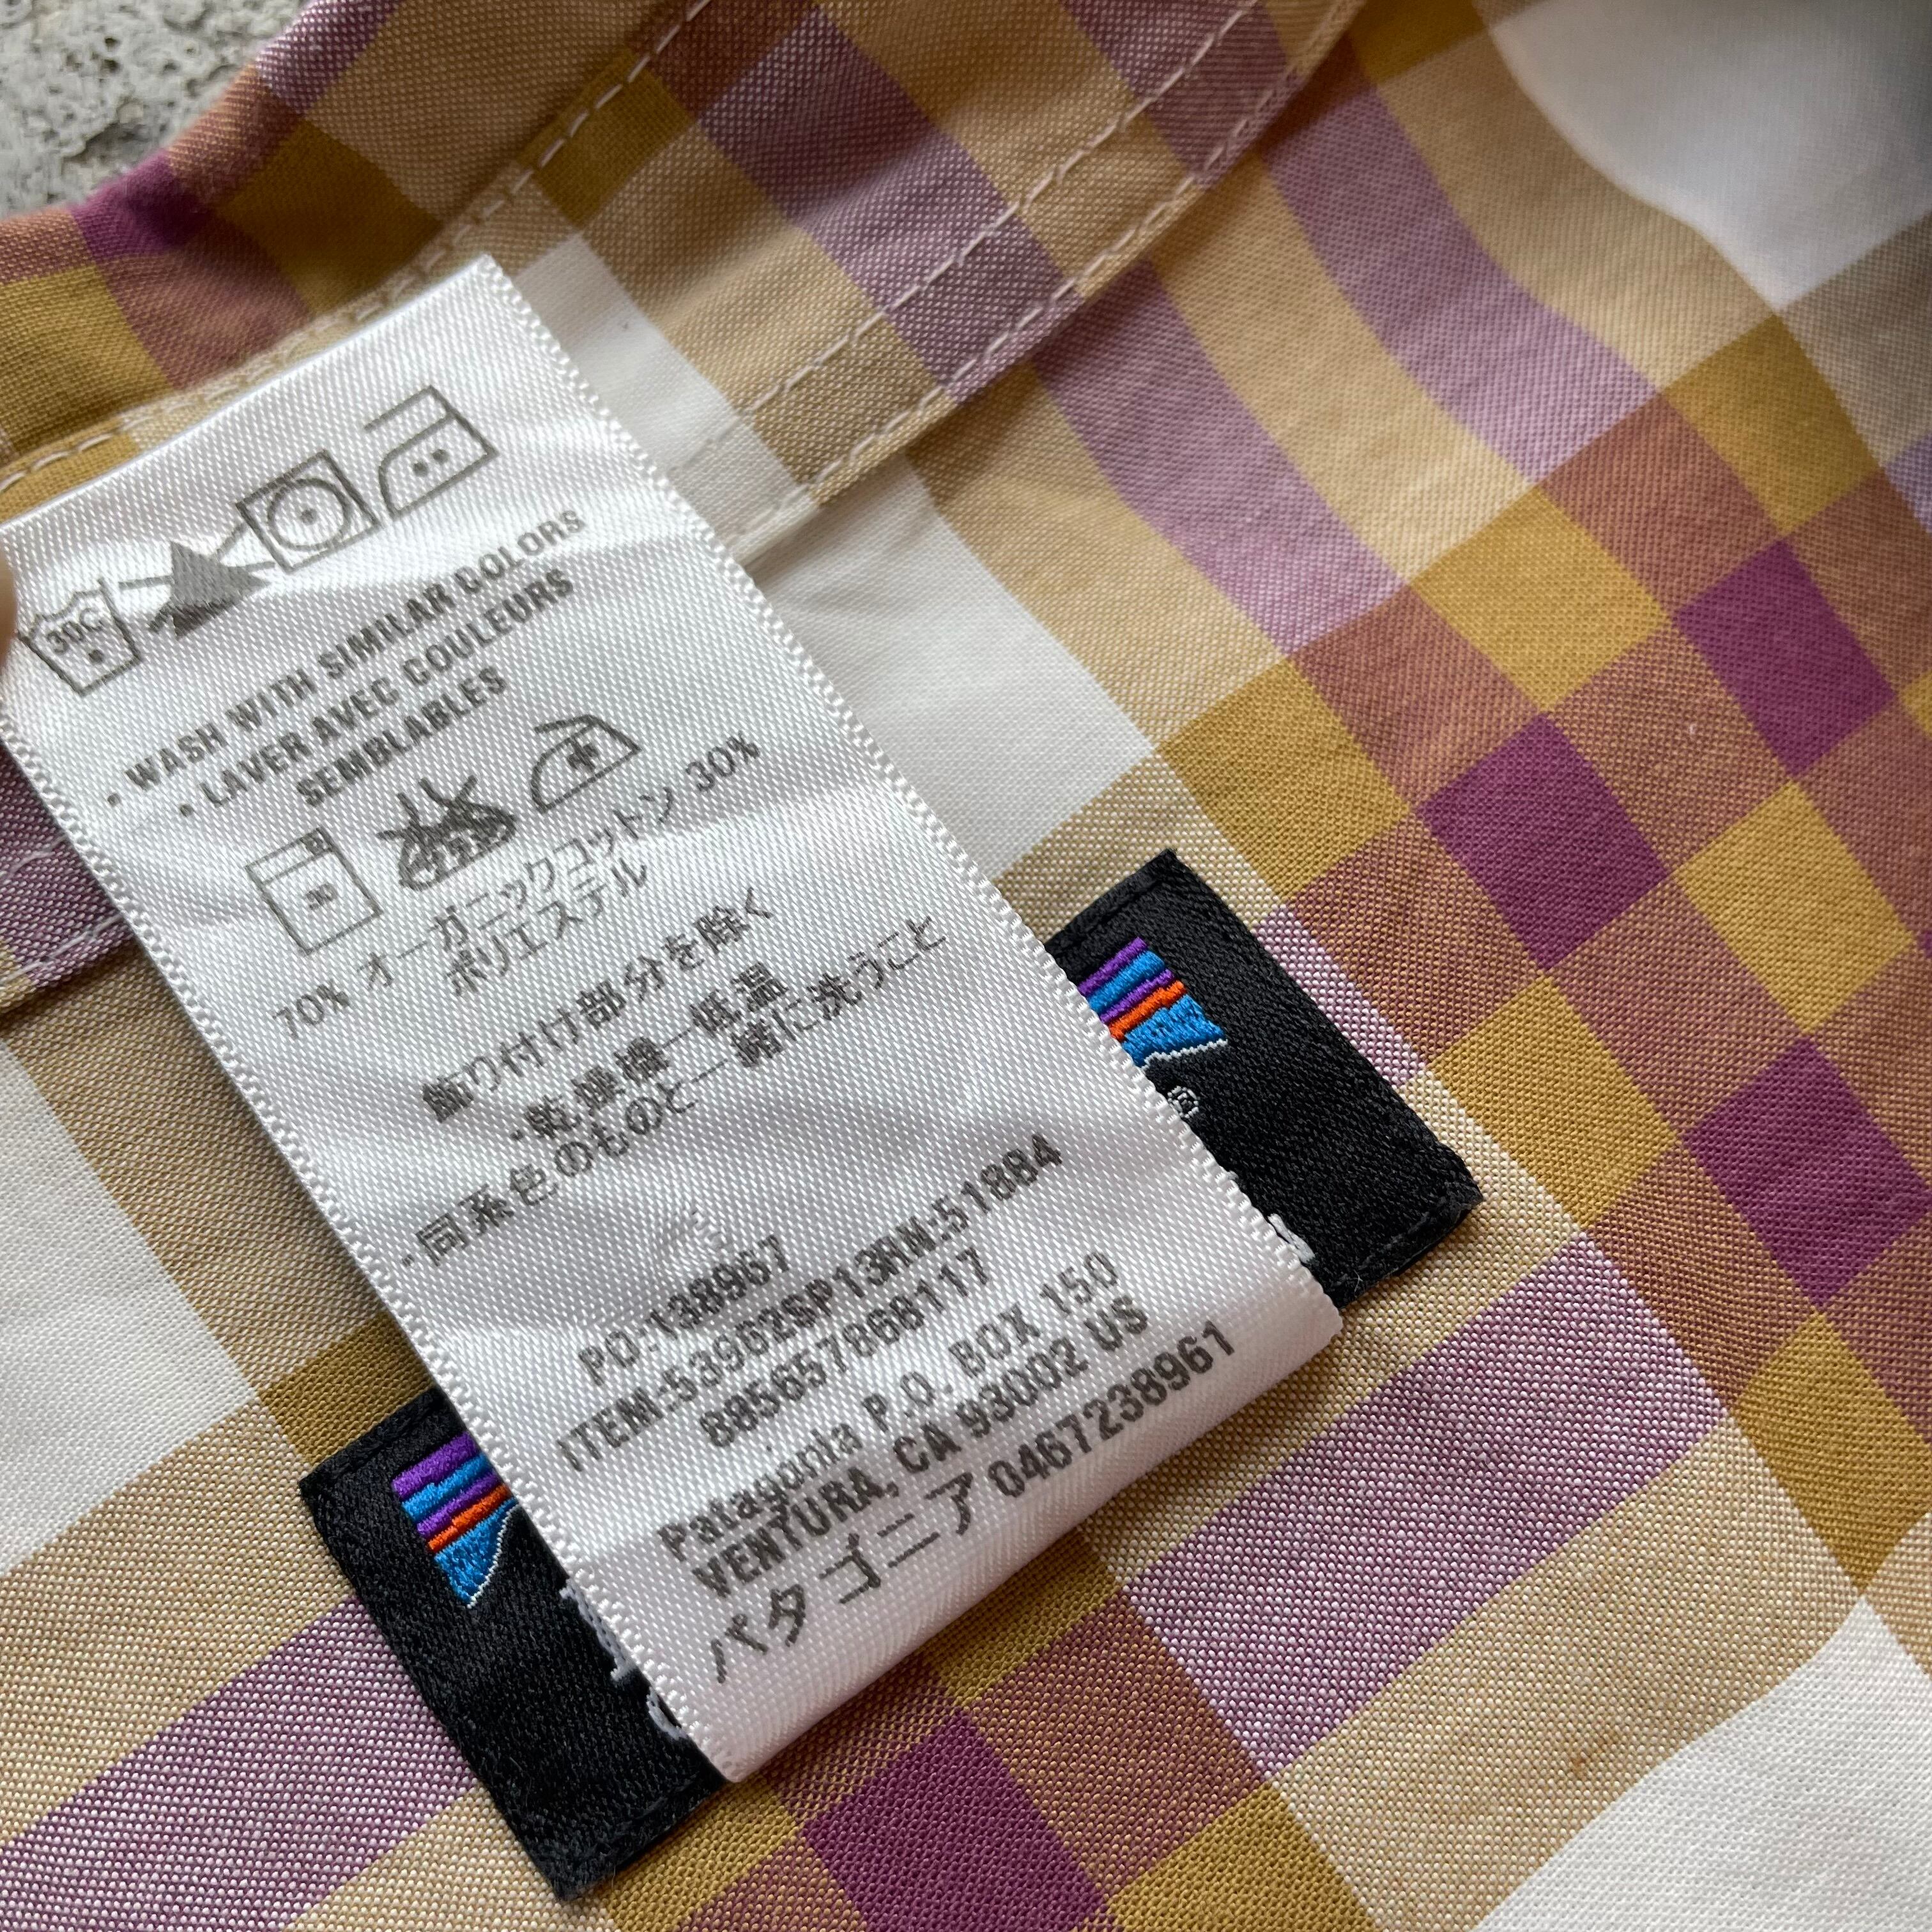 30C
• WASH WITH SIMILAR COLORS
• LAVER AVEC COULEURS
SEMBLABLES
30
70% オーガニックコットン 30%
ポリエステル
飾り付け部分を除く
・乾燥機－低温
・同系色のものと一緒に洗うこと
PO:138967
ITEM:53962SP13RN:51884
885657866117
Patagonia P.O. BOX 150
VENTURA, CA 93002 US
パタゴニア 0467238961